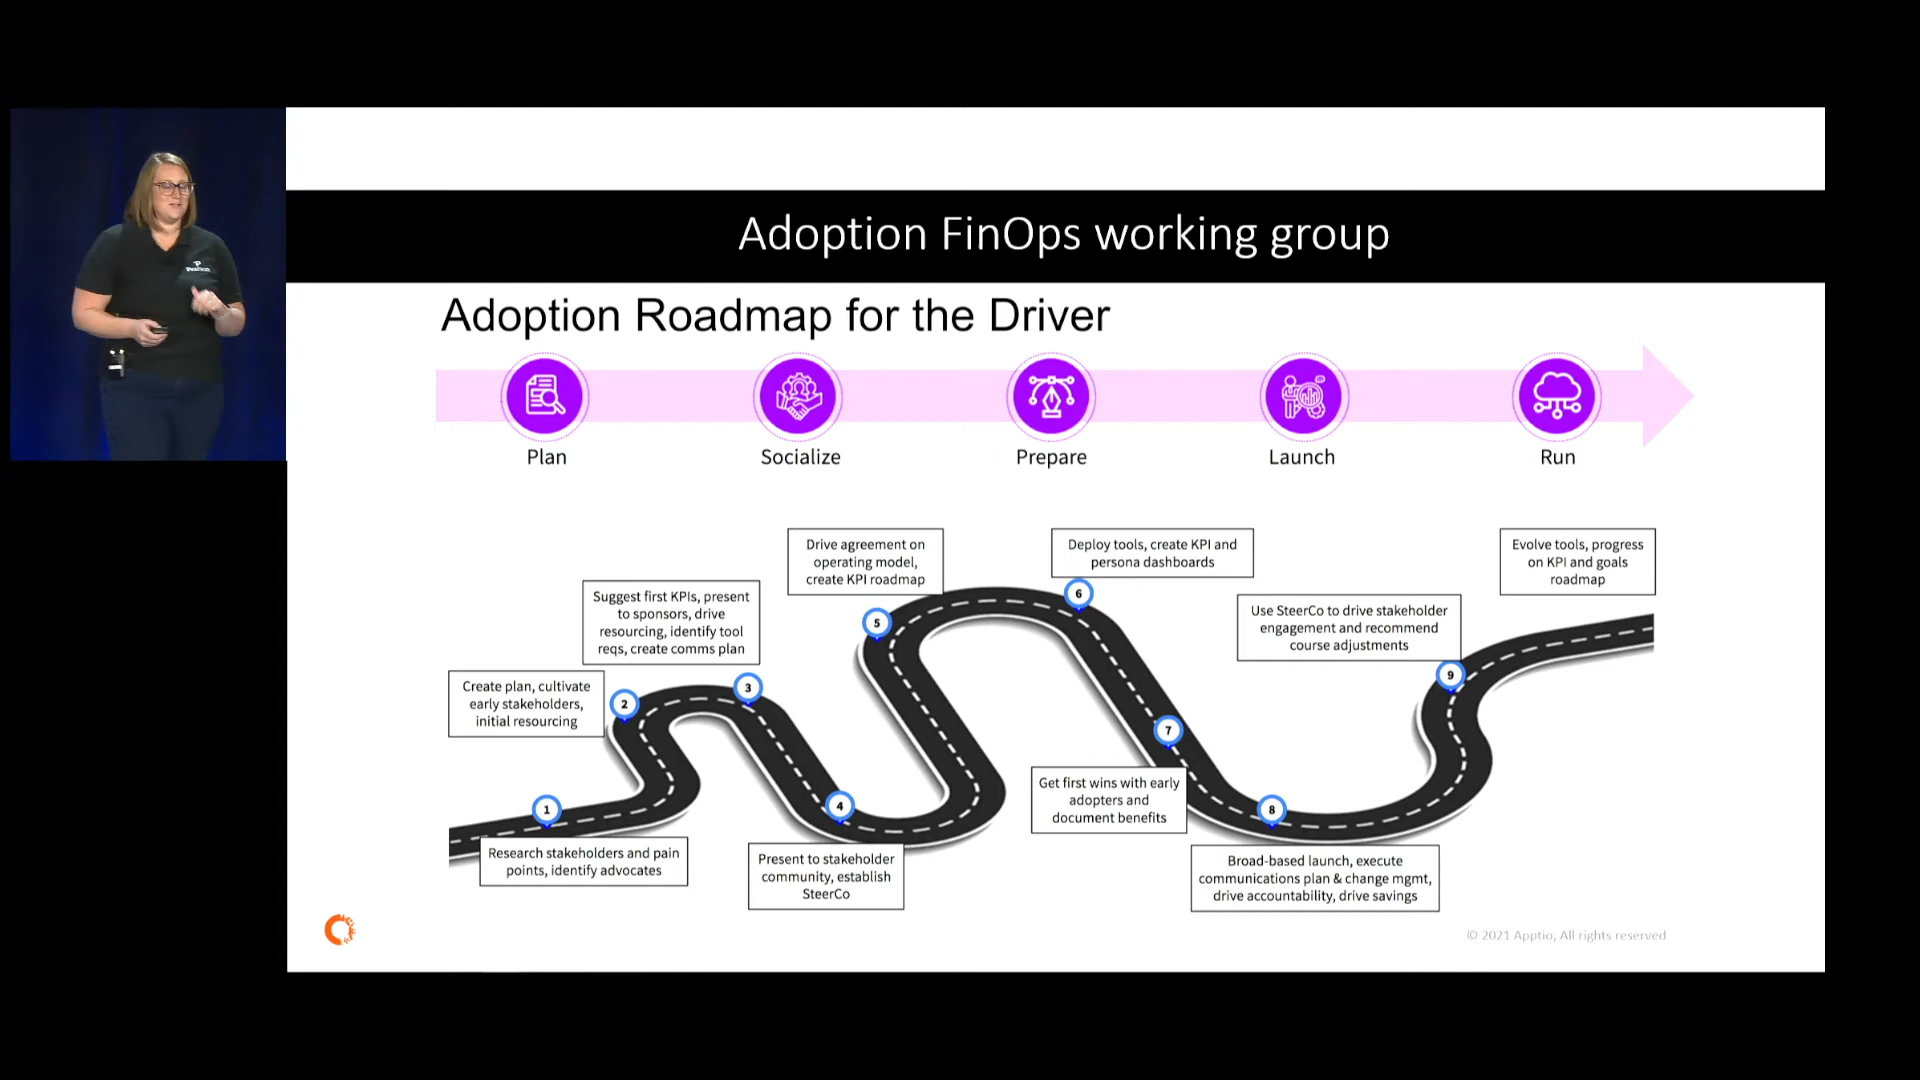 Adoption FinOps working group
Adoption Roadmap for the Driver
Plan
Socialize
Prepare
Launch
Run
1
Research stakeholders and pain
points, identify advocates
2
Create plan, cultivate
early stakeholders,
initial resourcing
3
Suggest first KPIs, present
to sponsors, drive
resourcing, identify tool
reqs, create comms plan
4
Present to stakeholder
community, establish
SteerCo
5
Drive agreement on
operating model,
create KPI roadmap
6
Deploy tools, create KPI and
persona dashboards
7
Get first wins with early
adopters and
document benefits
8
Broad-based launch, execute
communications plan & change mgmt,
drive accountability, drive savings
9
Use SteerCo to drive stakeholder
engagement and recommend
course adjustments
Evolve tools, progress
on KPI and goals
roadmap
© 2021 Apptio, All rights reserved
Pearson